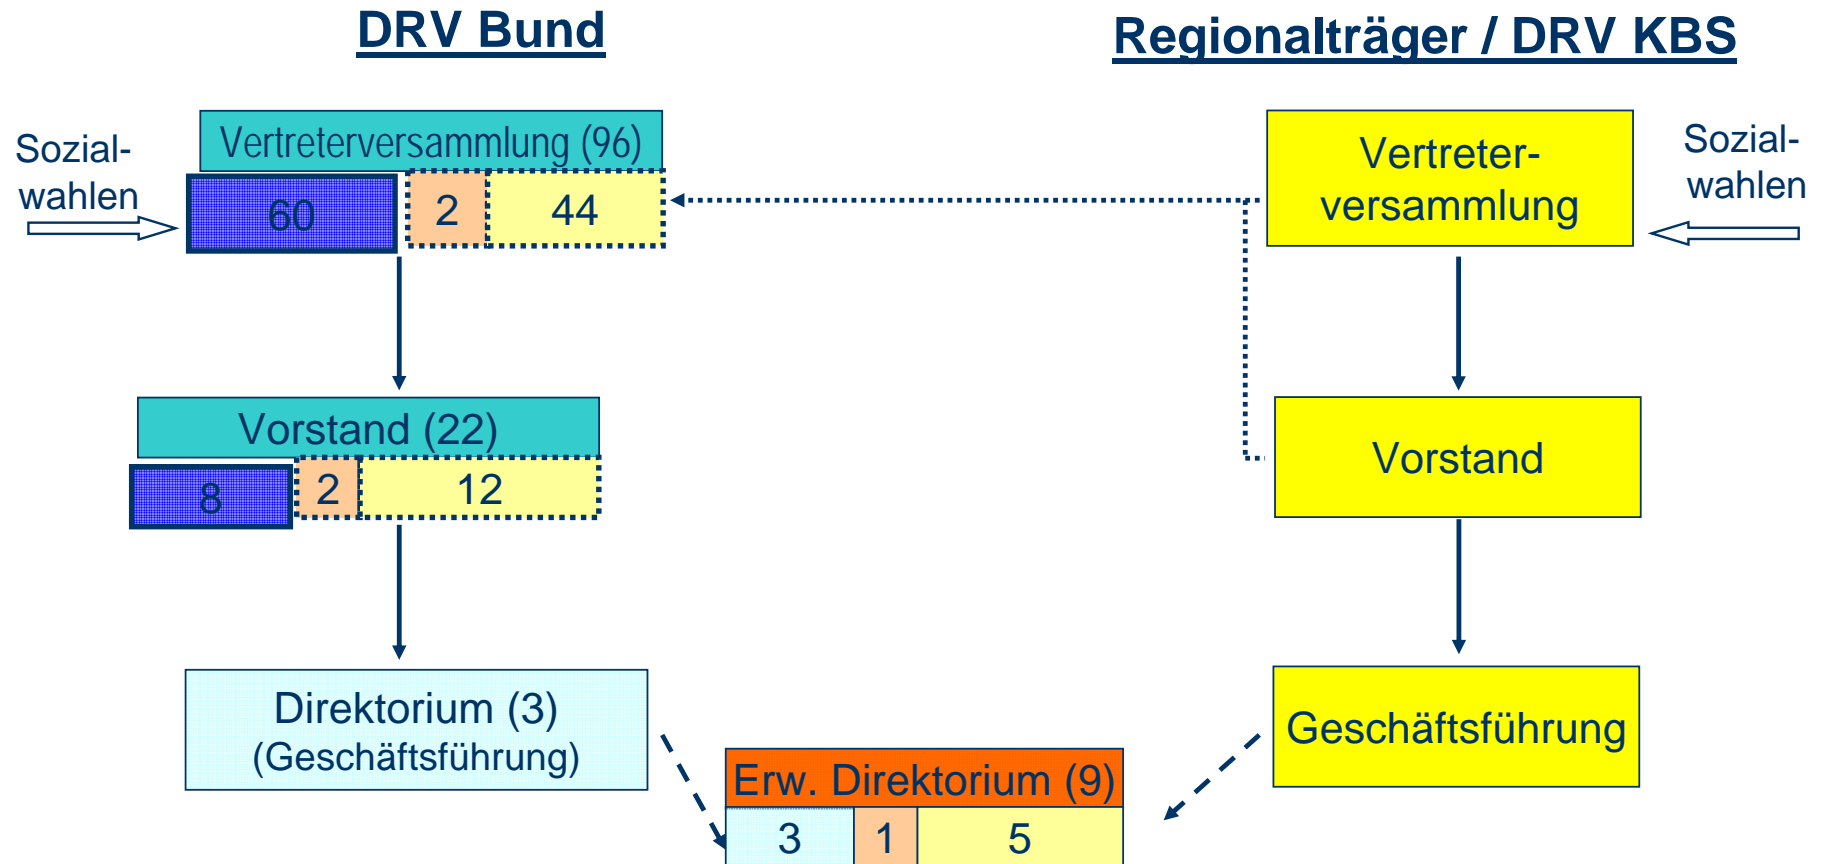 DRV Bund
Regionalträger / DRV KBS
Sozial-
wahlen
Vertreterversammlung (96)
60 2 44
Vertreter-
versammlung
Sozial-
wahlen
Vorstand (22)
8 2 12
Vorstand
Direktorium (3)
(Geschäftsführung)
Geschäftsführung
Erw. Direktorium (9)
3 1 5